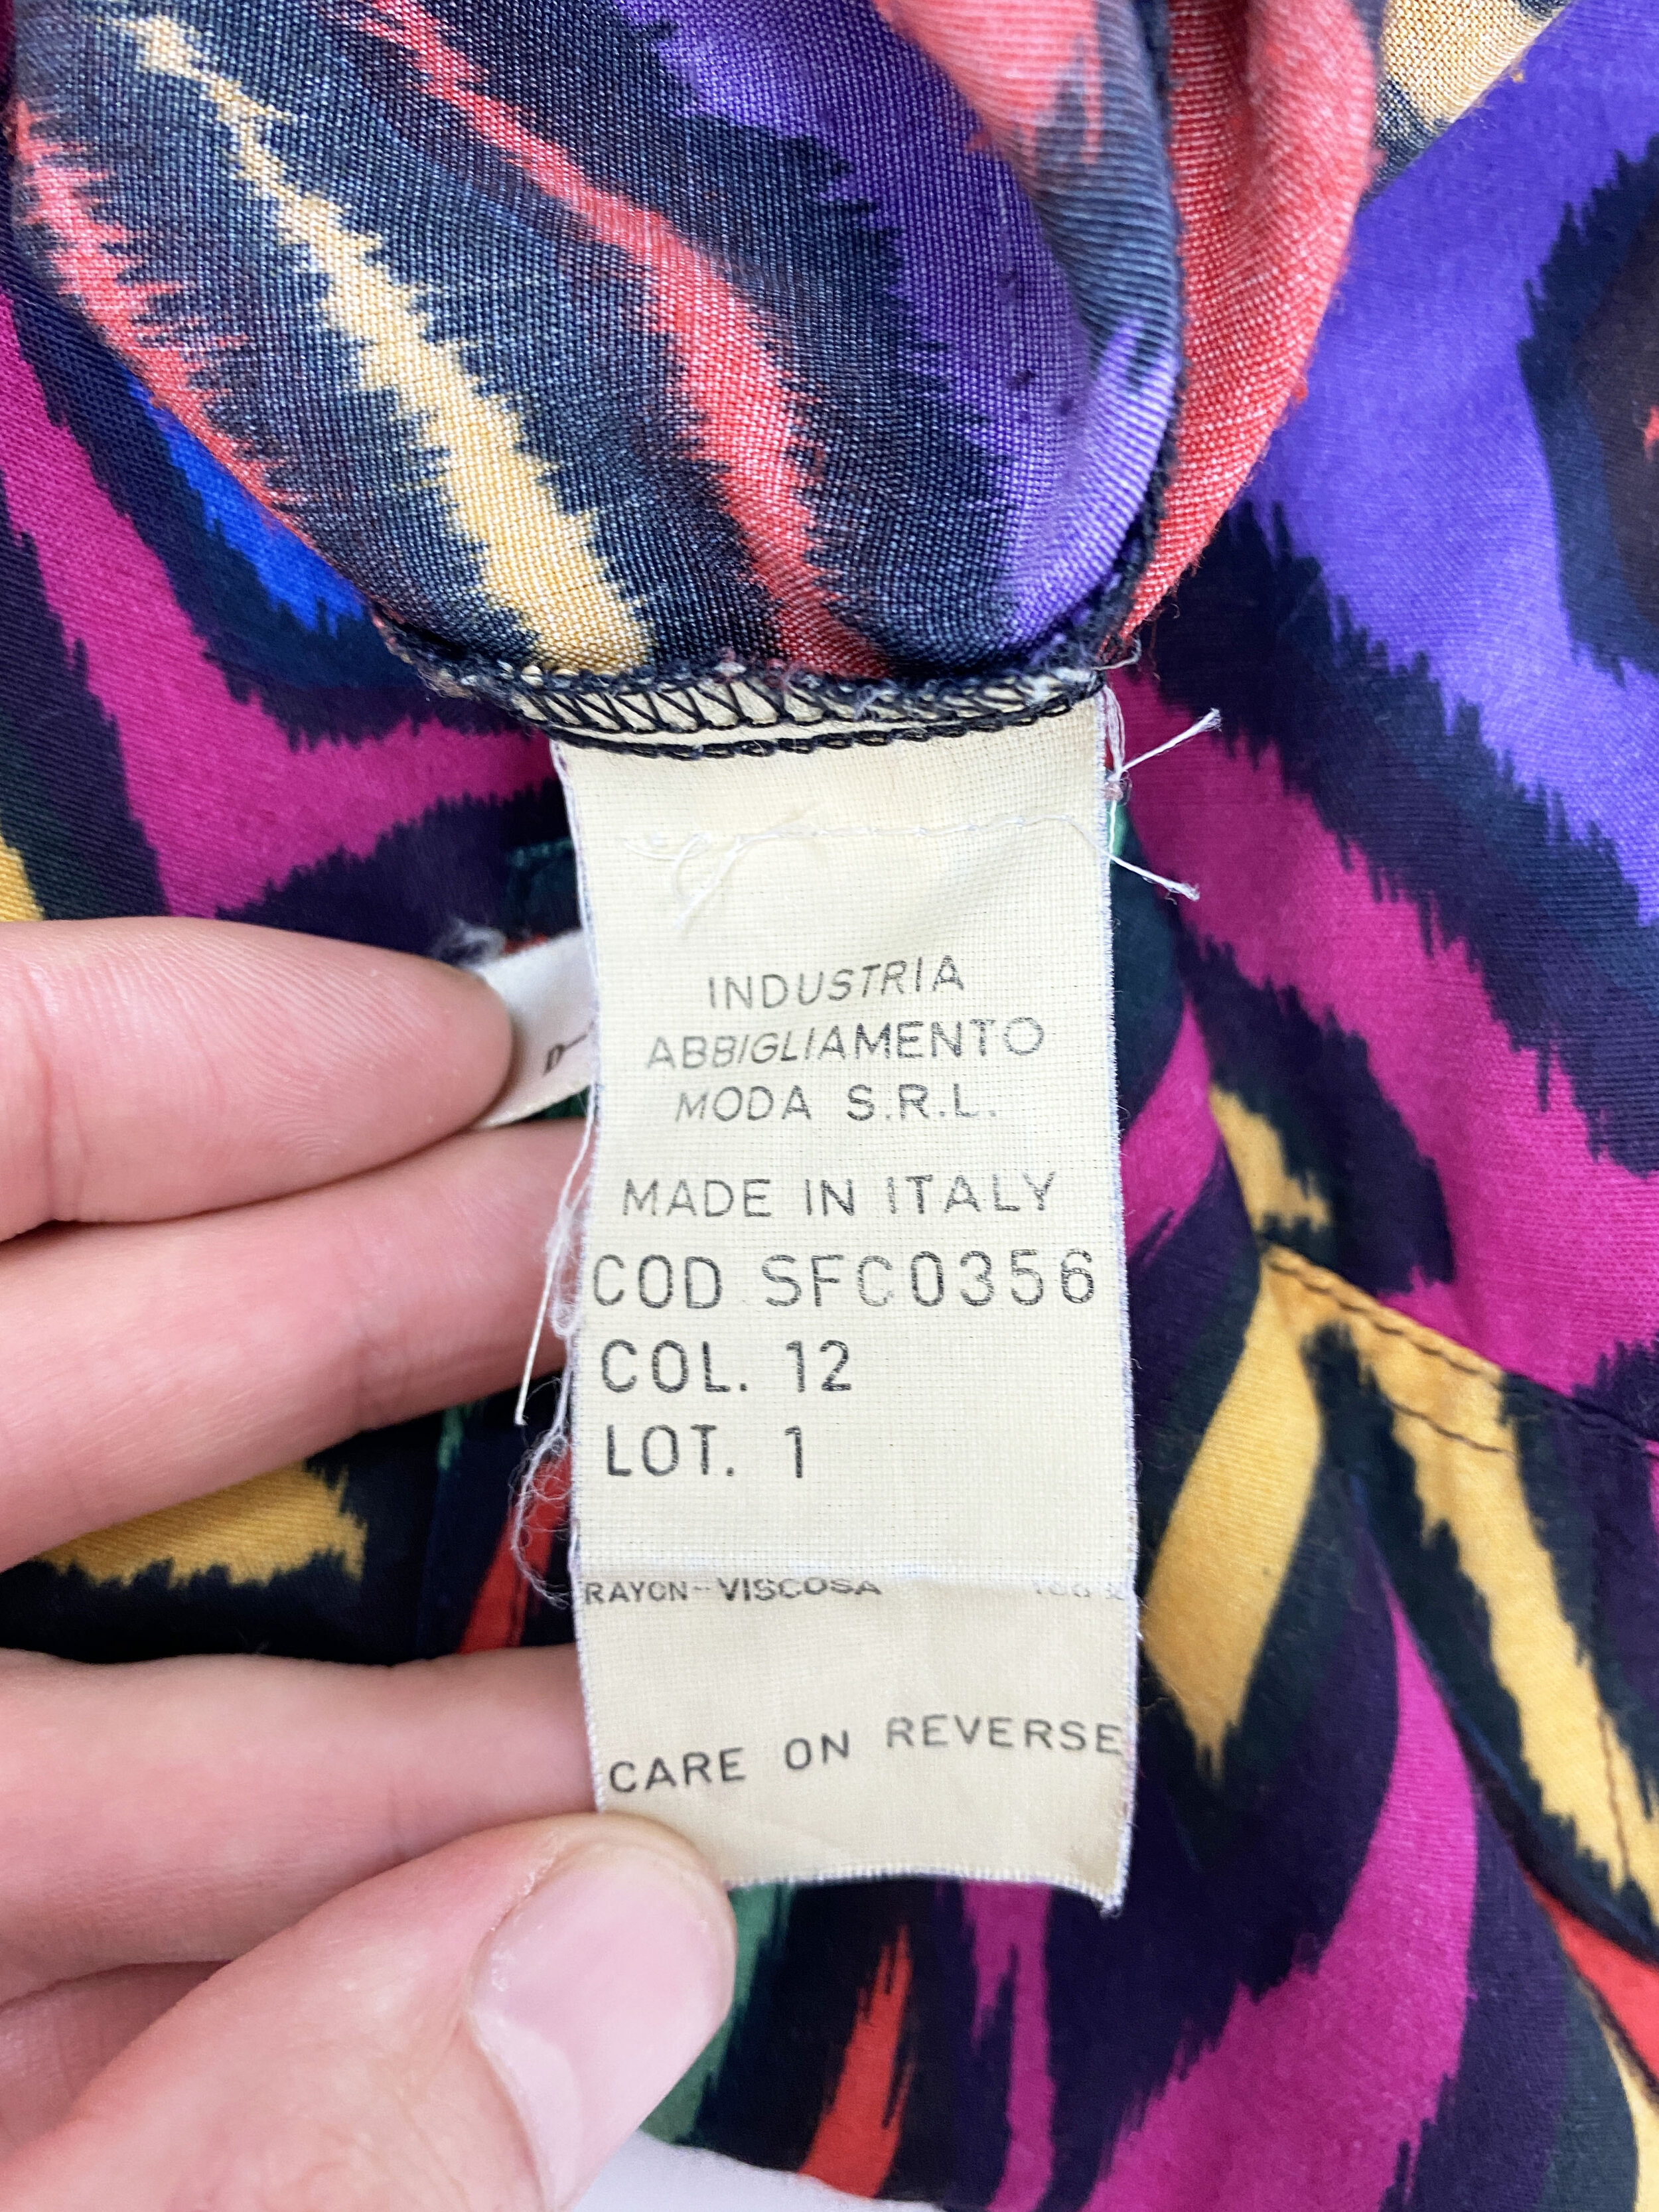 INDUSTRIA
ABBIGLIAMENTO
MODA S.R.L.
MADE IN ITALY
COD SFC0356
COL. 12
LOT. 1
RAYON-VISCOSA
CARE ON REVERSE